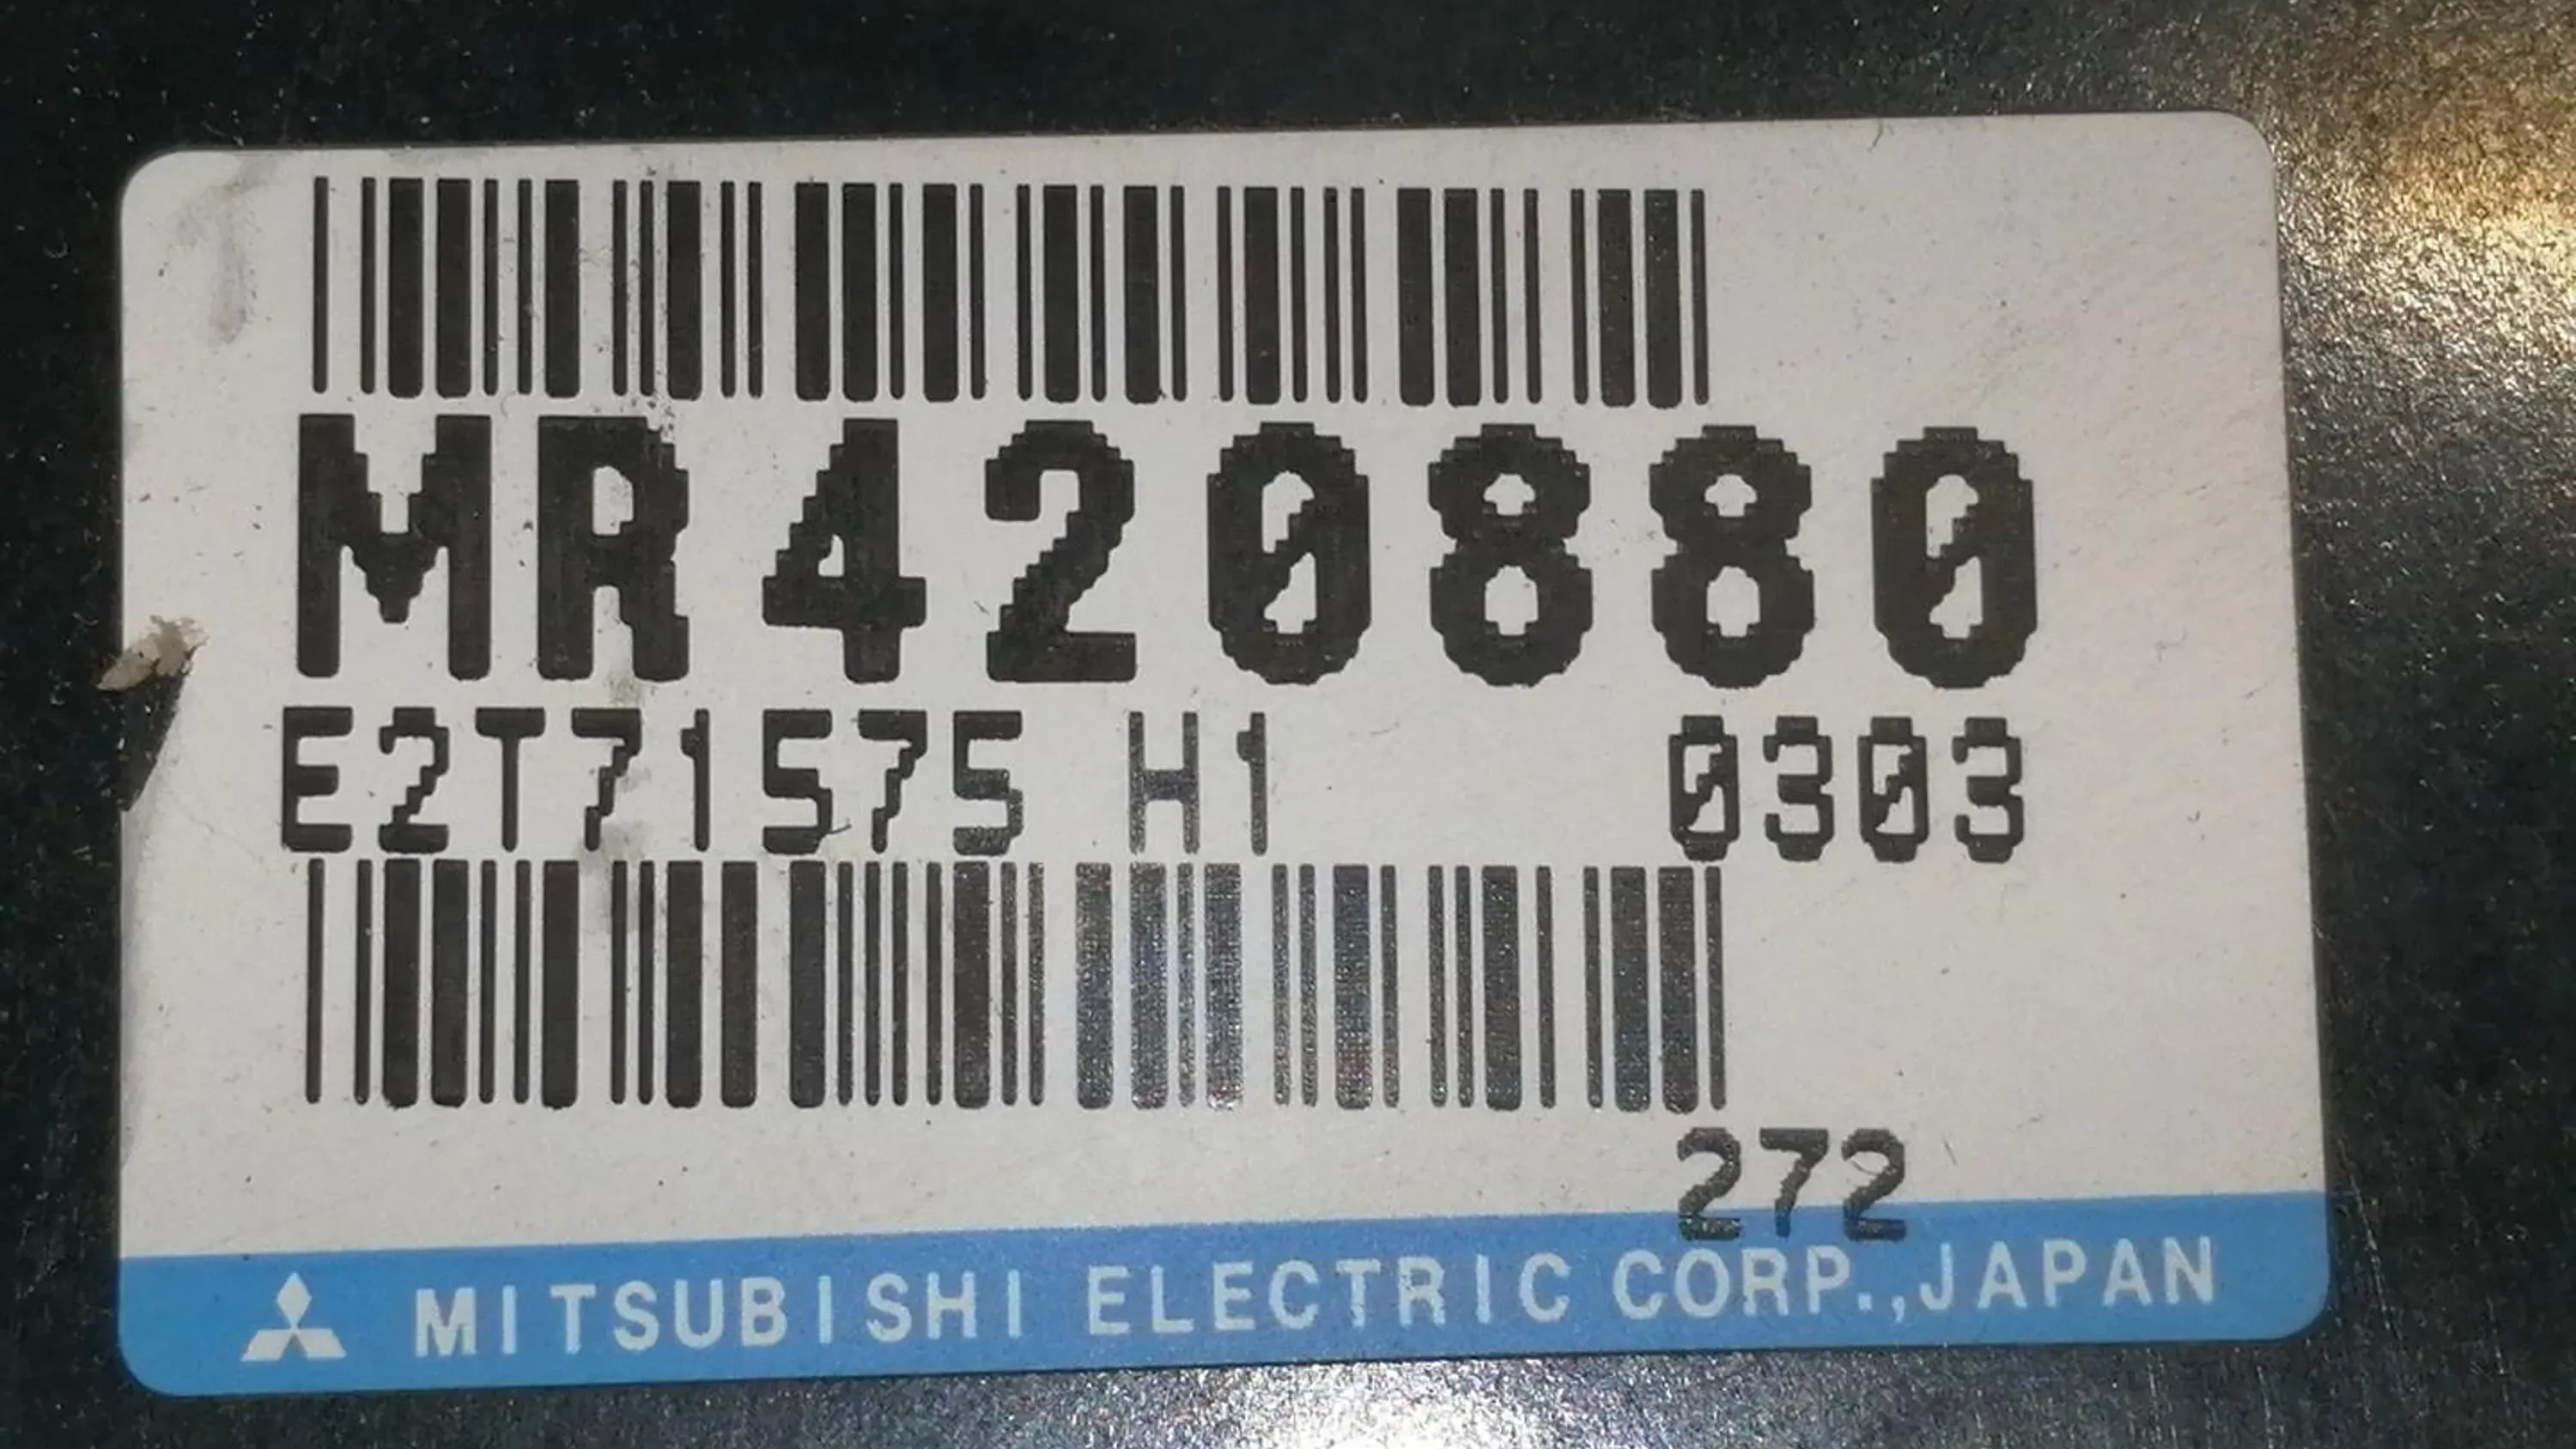 MR420880
E2T71575 H1 0303
272
MITSUBISHI ELECTRIC CORP.,JAPAN